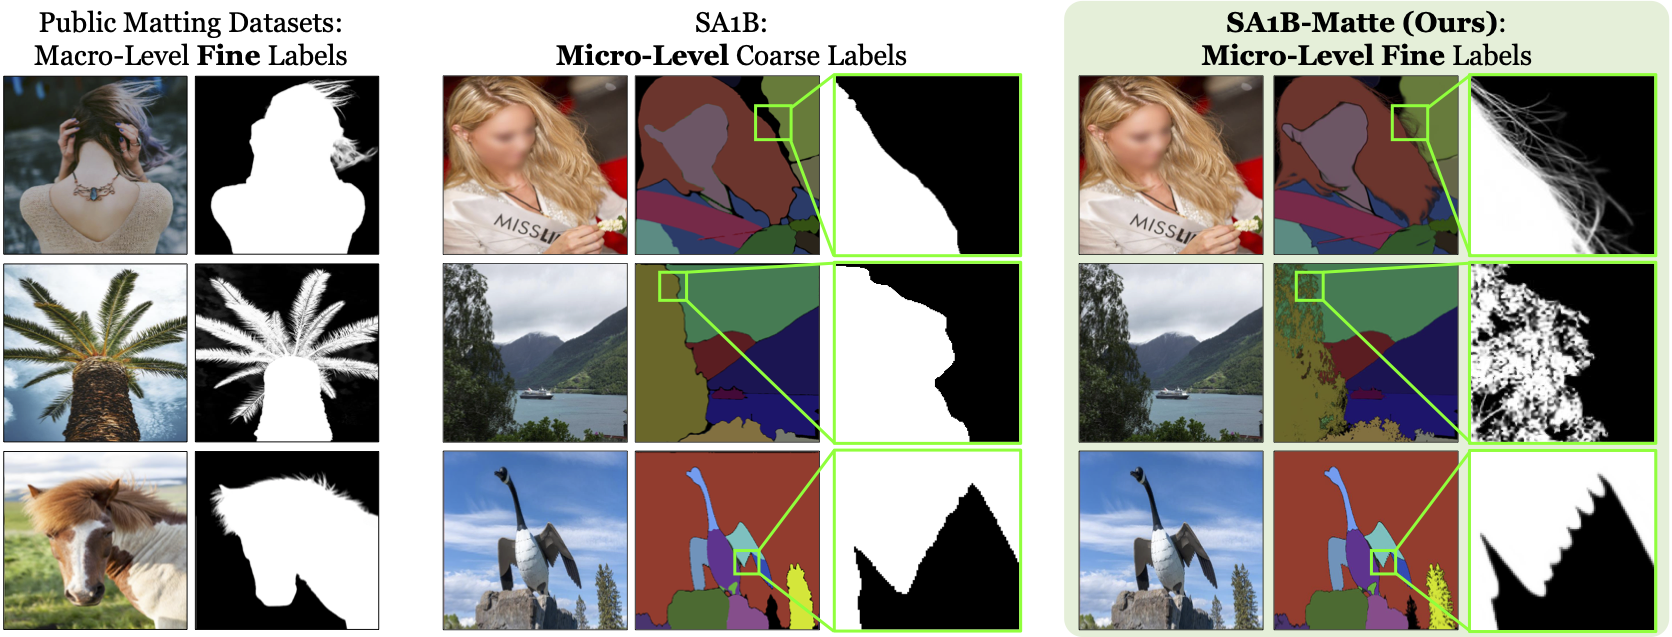 Public Matting Datasets:
Macro-Level Fine Labels
SA1B:
Micro-Level Coarse Labels
SA1B-Matte (Ours):
Micro-Level Fine Labels
MISS LI
MISS LI